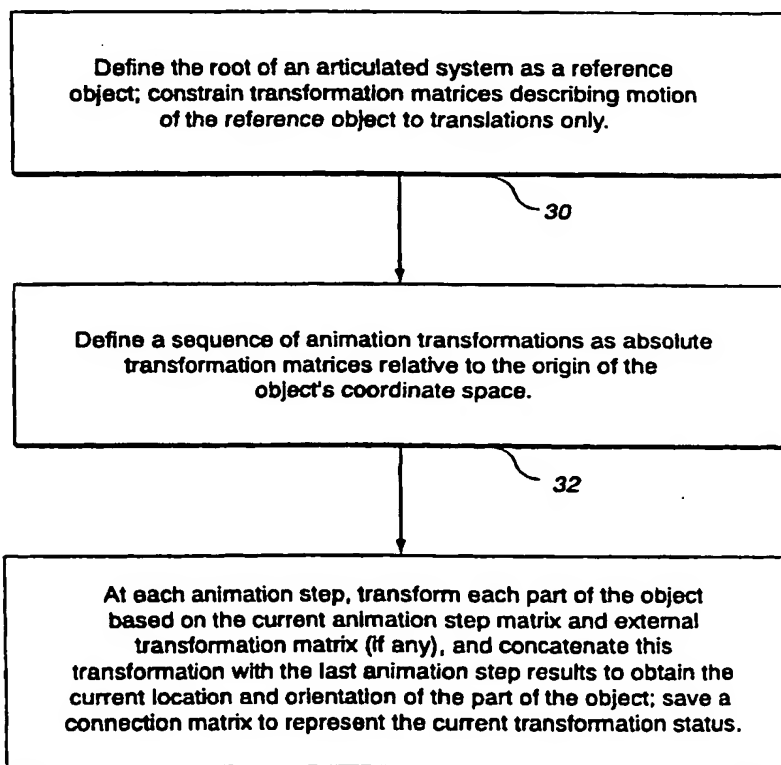 Define the root of an articulated system as a reference
object; constrain transformation matrices describing motion
of the reference object to translations only.
30
Define a sequence of animation transformations as absolute
transformation matrices relative to the origin of the
object's coordinate space.
32
At each animation step, transform each part of the object
based on the current animation step matrix and external
transformation matrix (if any), and concatenate this
transformation with the last animation step results to obtain the
current location and orientation of the part of the object; save a
connection matrix to represent the current transformation status.